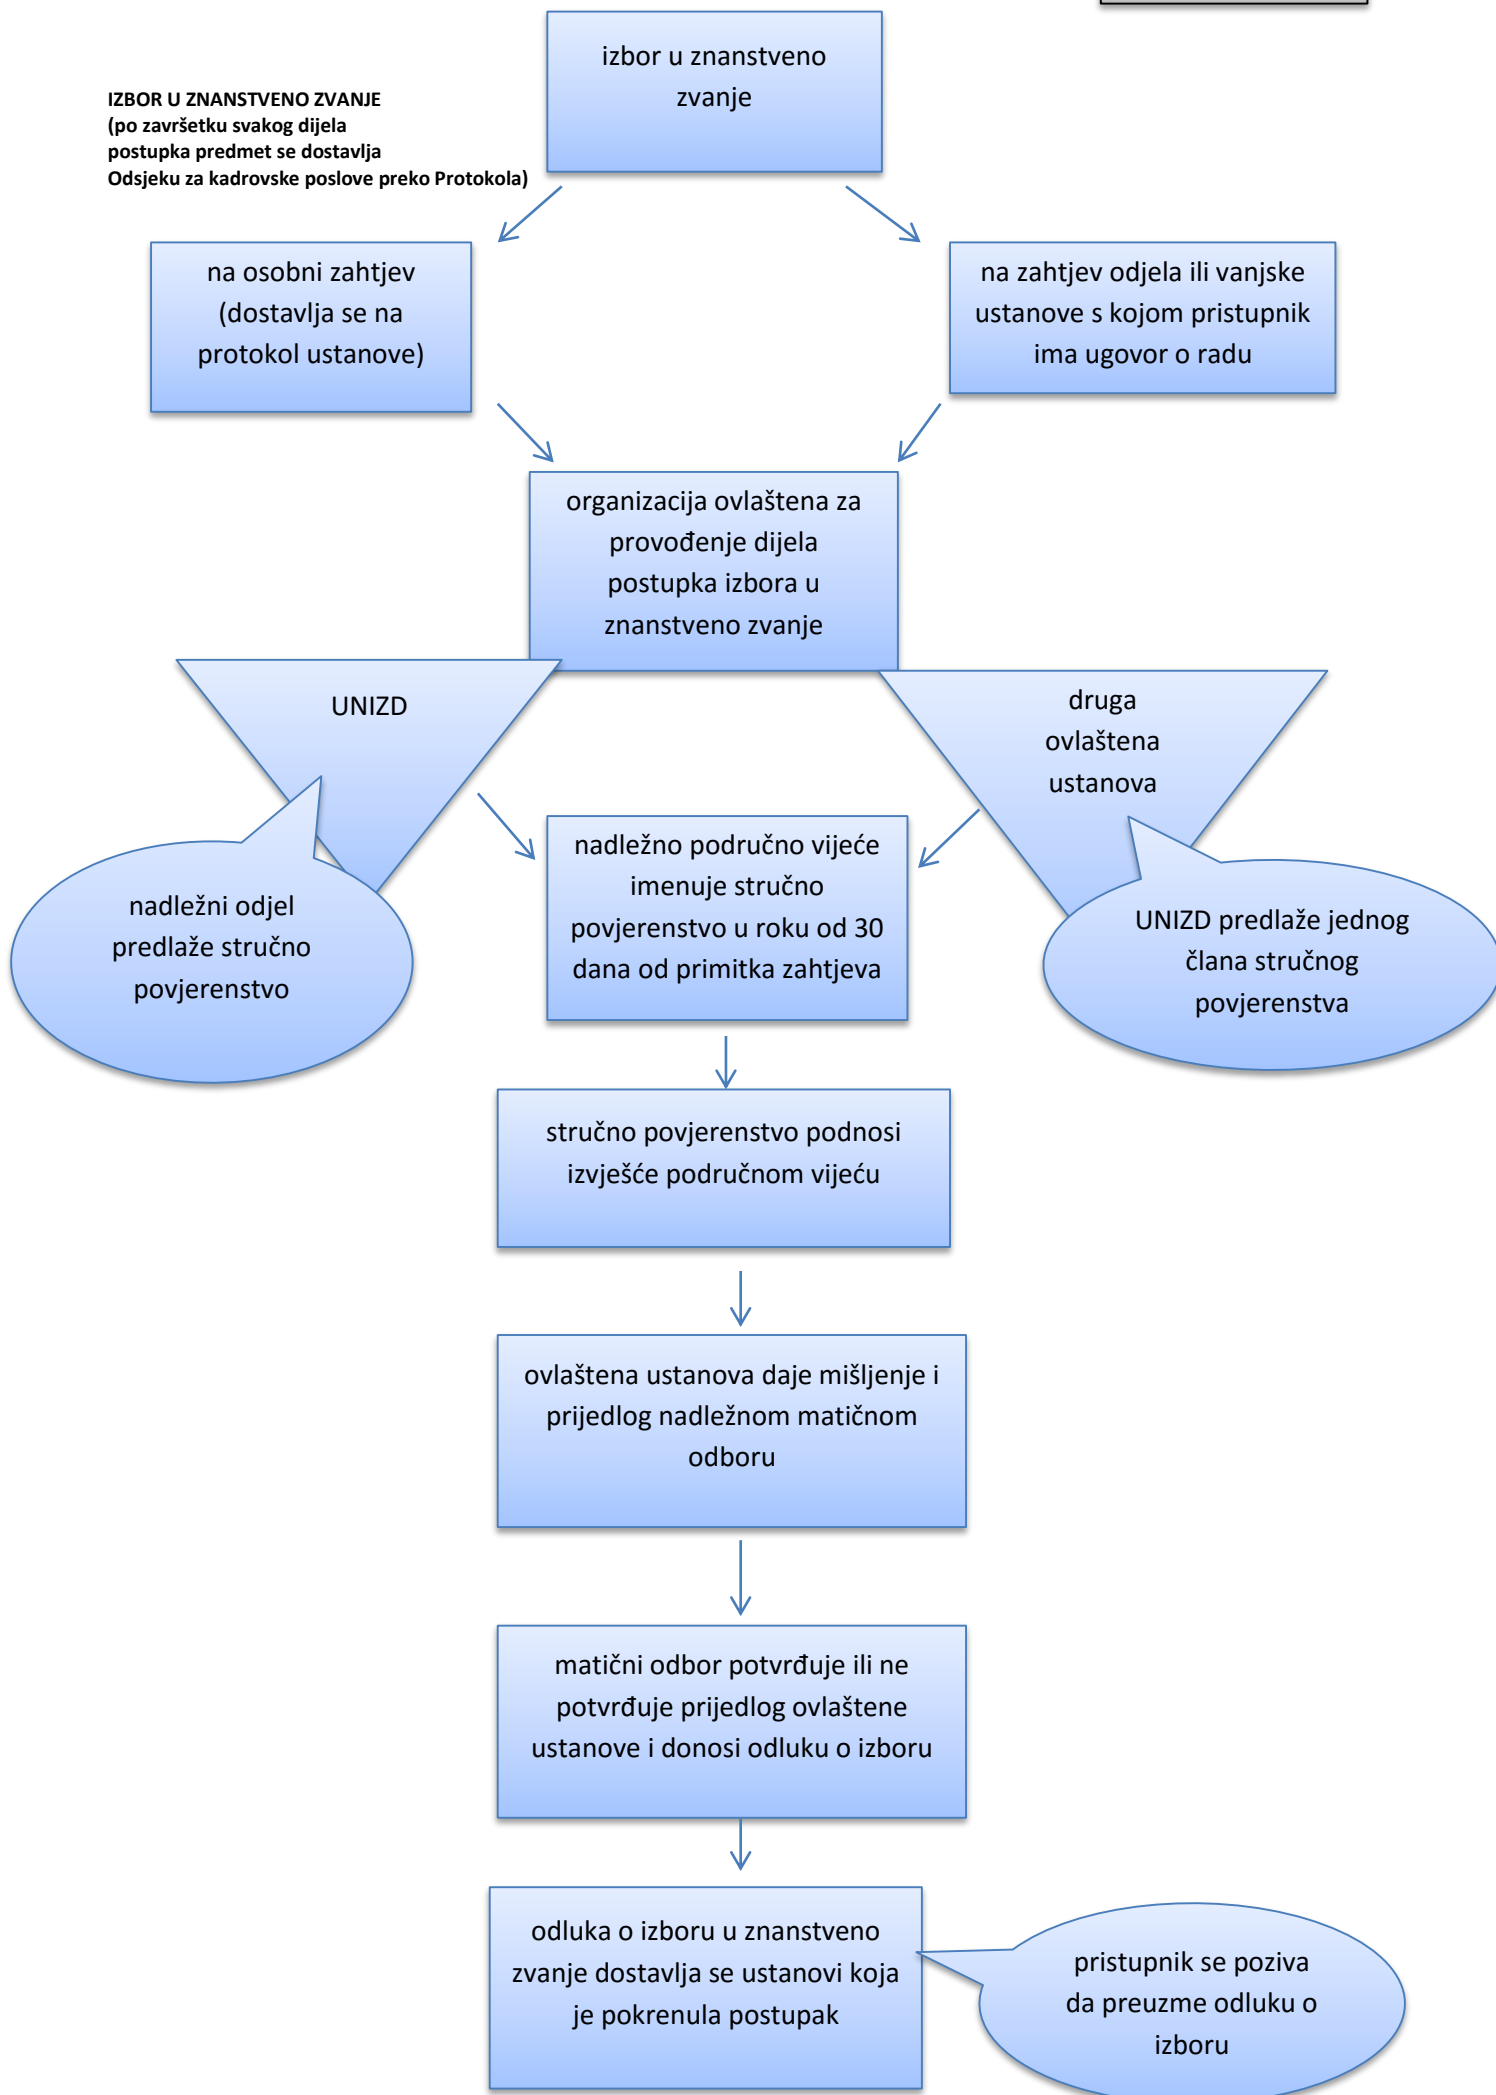 izbor u znanstveno
zvanje
IZBOR U ZNANSTVENO ZVANJE
(po završetku svakog dijela
postupka predmet se dostavlja
Odsjeku za kadrovske poslove preko Protokola)
na osobni zahtjev
(dostavlja se na
protokol ustanove)
na zahtjev odjela ili vanjske
ustanove s kojom pristupnik
ima ugovor o radu
organizacija ovlaštena za
provođenje dijela
postupka izbora u
znanstveno zvanje
UNIZD
druga
ovlaštena
ustanova
nadležni odjel
predlaže stručno
povjerenstvo
nadležno područno vijeće
imenuje stručno
povjerenstvo u roku od 30
dana od primitka zahtjeva
UNIZD predlaže jednog
člana stručnog
povjerenstva
stručno povjerenstvo podnosi
izvješće područnom vijeću
ovlaštena ustanova daje mišljenje i
prijedlog nadležnom matičnom
odboru
matični odbor potvrđuje ili ne
potvrđuje prijedlog ovlaštene
ustanove i donosi odluku o izboru
odluka o izboru u znanstveno
zvanje dostavlja se ustanovi koja
je pokrenula postupak
pristupnik se poziva
da preuzme odluku o
izboru